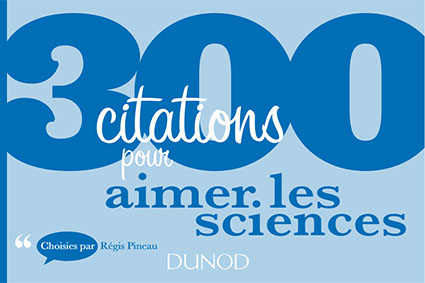 300
citations
pour
aimer les
sciences
“ Choisies par Régis Pineau
DUNOD